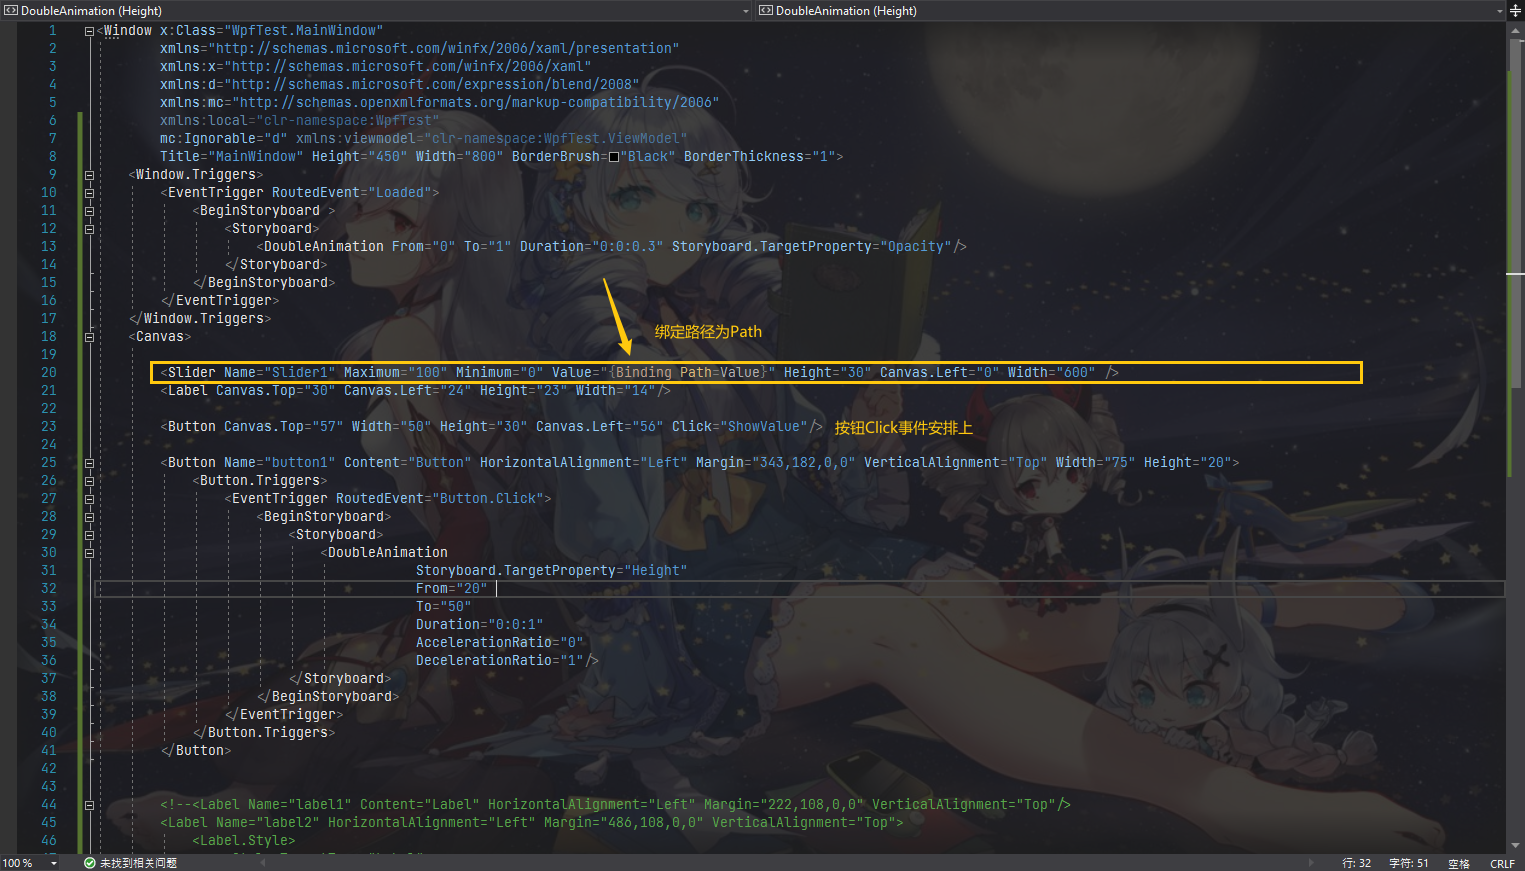 DoubleAnimation (Height)
DoubleAnimation (Height)
1 <Window x:Class="WpfTest.MainWindow"
2 xmlns="http://schemas.microsoft.com/winfx/2006/xaml/presentation"
3 xmlns:x="http://schemas.microsoft.com/winfx/2006/xaml"
4 xmlns:d="http://schemas.microsoft.com/expression/blend/2008"
5 xmlns:mc="http://schemas.openxmlformats.org/markup-compatibility/2006"
6 xmlns:local="clr-namespace:WpfTest"
7 mc:Ignorable="d" xmlns:viewmodel="clr-namespace:WpfTest.ViewModel"
8 Title="MainWindow" Height="450" Width="800" BorderBrush="Black" BorderThickness="1">
9 <Window.Triggers>
10 <EventTrigger RoutedEvent="Loaded">
11 <BeginStoryboard >
12 <Storyboard>
13 <DoubleAnimation From="0" To="1" Duration="0:0:0.3" Storyboard.TargetProperty="Opacity"/>
14 </Storyboard>
15 </BeginStoryboard>
16 </EventTrigger>
17 </Window.Triggers>
绑定路径为Path
18 <Canvas>
19
20 <Slider Name="Slider1" Maximum="100" Minimum="0" Value="{Binding Path=Value}" Height="30" Canvas.Left="0" Width="600" />
21 <Label Canvas.Top="30" Canvas.Left="24" Height="23" Width="14"/>
22
23 <Button Canvas.Top="57" Width="50" Height="30" Canvas.Left="56" Click="ShowValue"/> 按钮Click事件安排上
24
25 <Button Name="button1" Content="Button" HorizontalAlignment="Left" Margin="343,182,0,0" VerticalAlignment="Top" Width="75" Height="20">
26 <Button.Triggers>
27 <EventTrigger RoutedEvent="Button.Click">
28 <BeginStoryboard>
29 <Storyboard>
30 <DoubleAnimation
31 Storyboard.TargetProperty="Height"
32 From="20"
33 To="50"
34 Duration="0:0:1"
35 AccelerationRatio="0"
36 DecelerationRatio="1"/>
37 </Storyboard>
38 </BeginStoryboard>
39 </EventTrigger>
40 </Button.Triggers>
41 </Button>
42
43
44 <!--<Label Name="label1" Content="Label" HorizontalAlignment="Left" Margin="222,108,0,0" VerticalAlignment="Top"/>
45 <Label Name="label2" HorizontalAlignment="Left" Margin="486,108,0,0" VerticalAlignment="Top">
46 <Label.Style>
100 % 未找到相关问题 行: 32 字符: 51 空格 CRLF